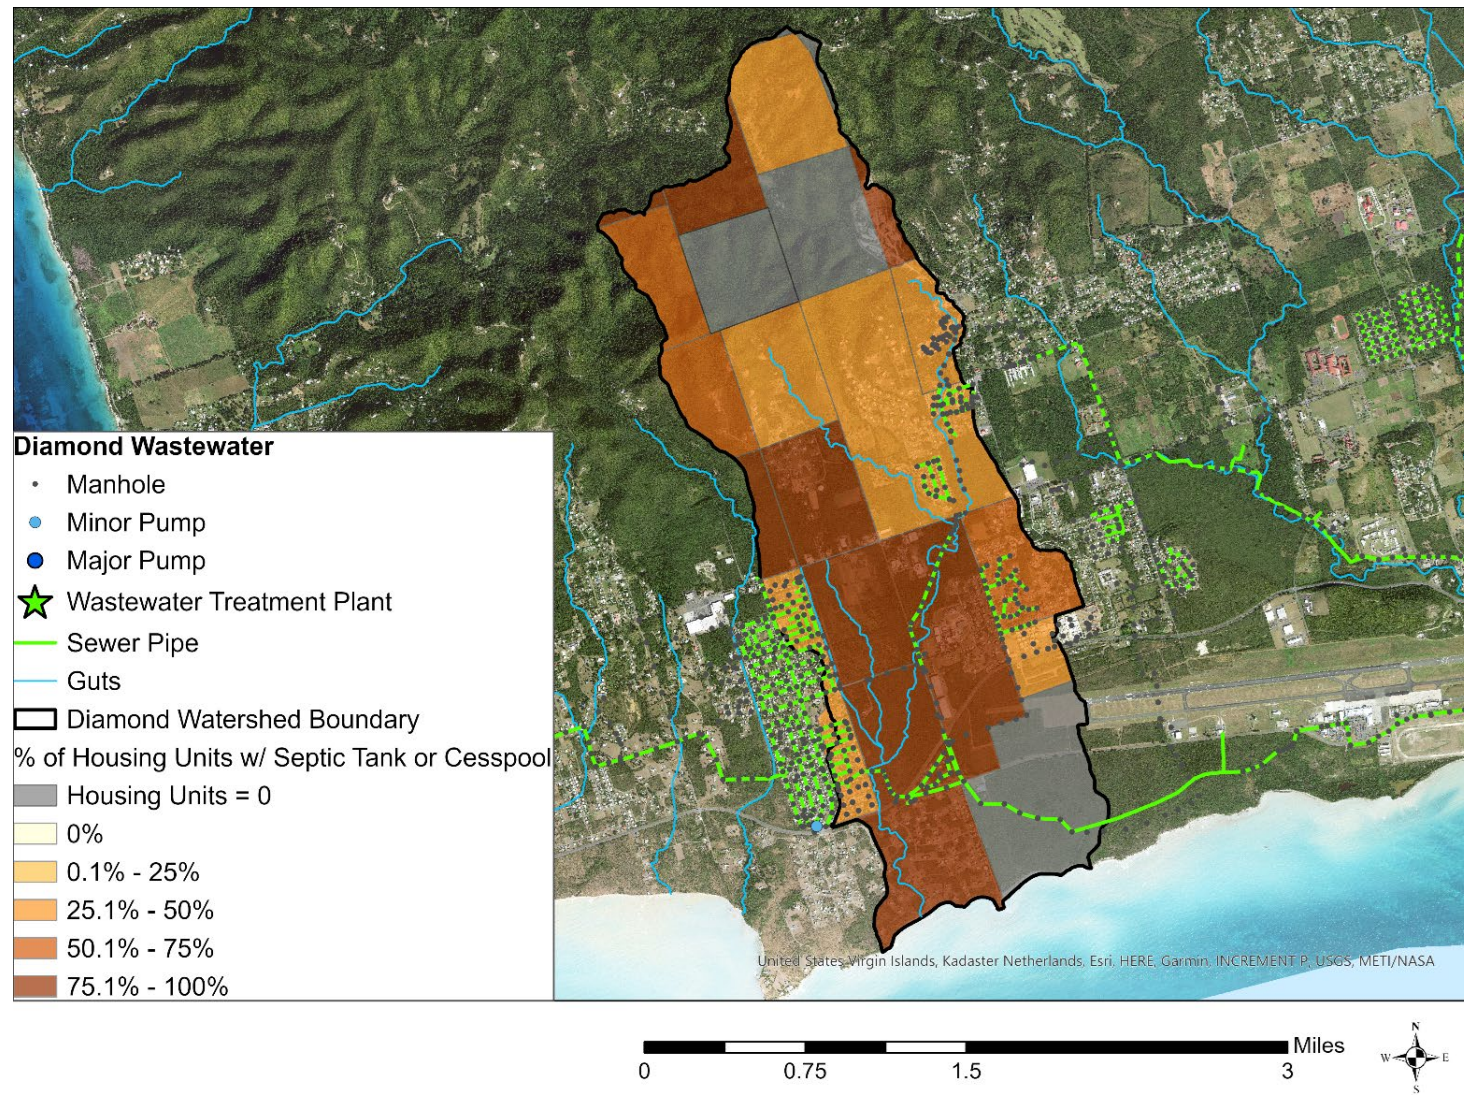 Diamond Wastewater
Manhole
Minor Pump
Major Pump
Wastewater Treatment Plant
Sewer Pipe
Guts
Diamond Watershed Boundary
% of Housing Units w/ Septic Tank or Cesspool
Housing Units = 0
0%
0.1% - 25%
25.1% - 50%
50.1% - 75%
75.1% - 100%
United States Virgin Islands, Kadaster Netherlands, Esri, HERE, Garmin, INCREMENT P, USGS, METI/NASA
Miles
0 0.75 1.5 3
N
W E
S